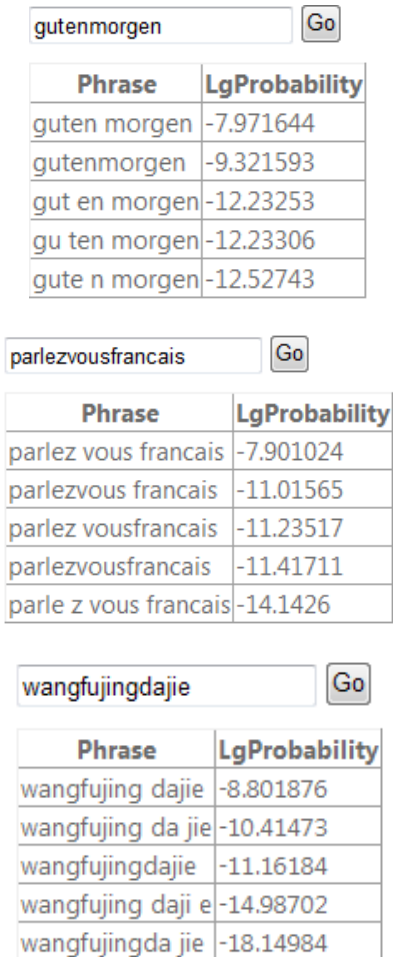 gutenmorgen Go
Phrase LgProbability
guten morgen -7.971644
gutenmorgen -9.321593
gut en morgen -12.23253
gu ten morgen -12.23306
gute n morgen -12.52743
parlezvousfrancais Go
Phrase LgProbability
parlez vous francais -7.901024
parlezvous francais -11.01565
parlez vousfrancais -11.23517
parlezvousfrancais -11.41711
parle z vous francais -14.1426
wangfujingdajie Go
Phrase LgProbability
wangfujing dajie -8.801876
wangfujing da jie -10.41473
wangfujingdajie -11.16184
wangfujing daji e -14.98702
wangfujingda jie -18.14984